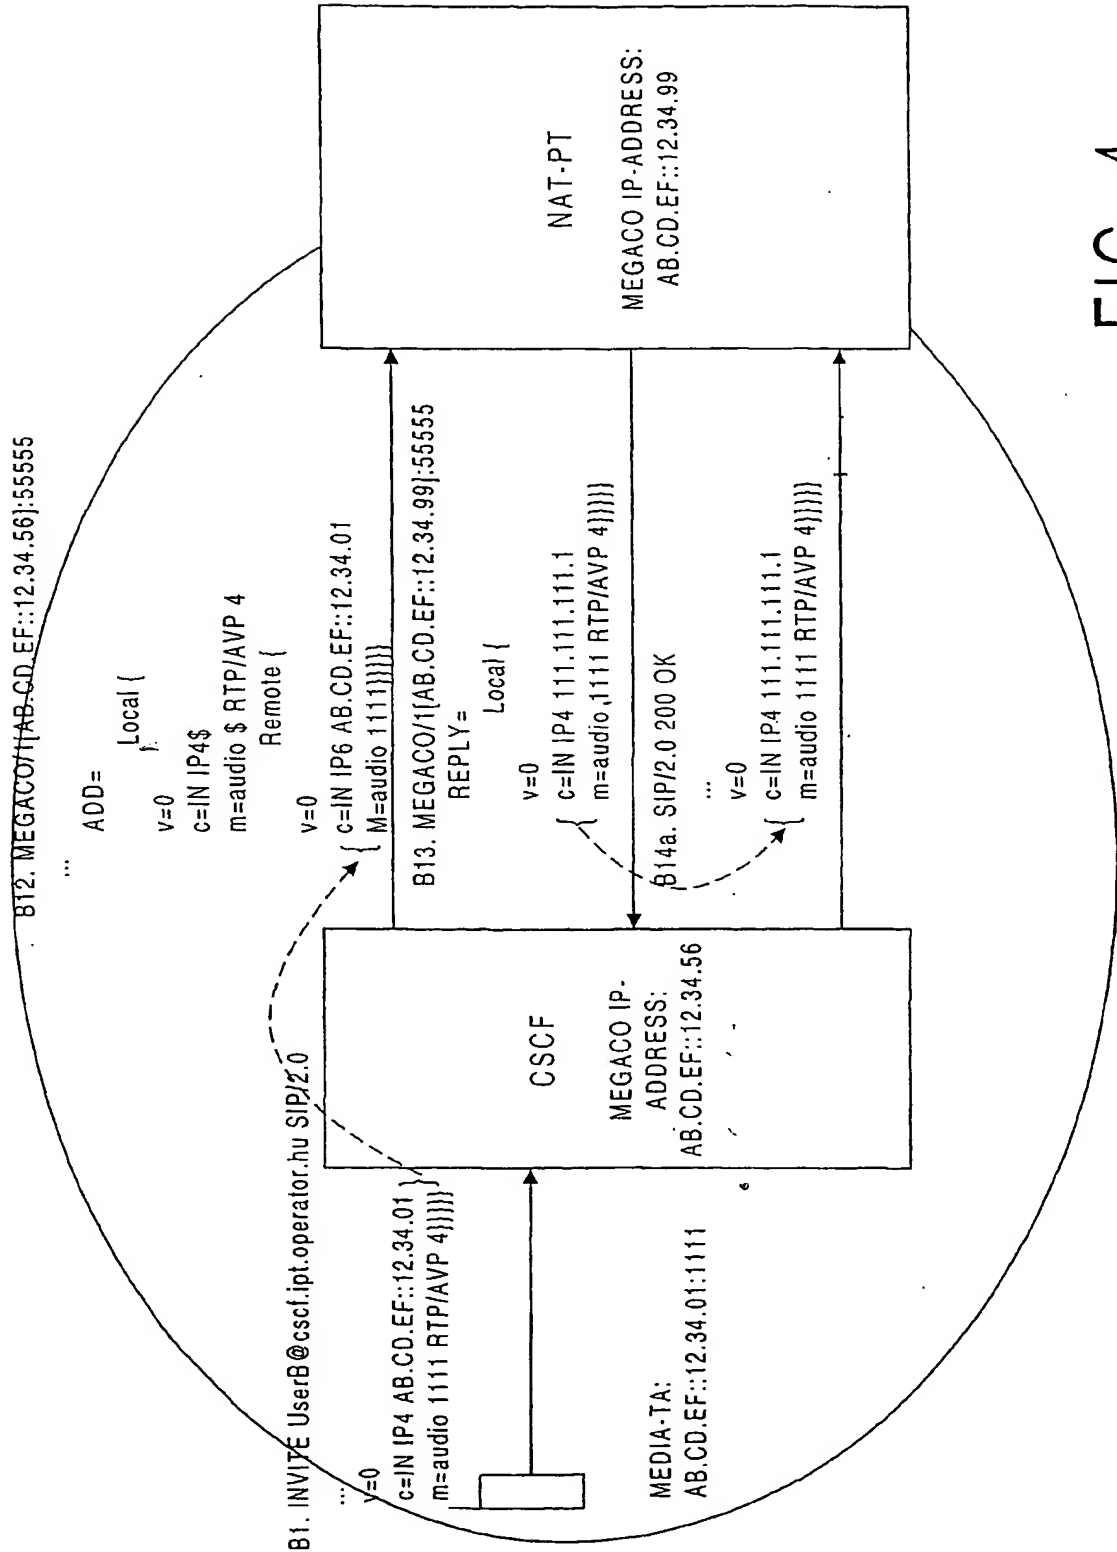 B1. INVITE UserB@cscf.ipt.operator.hu SIP/2.0
...
v=0
c=IN IP4 AB.CD.EF::12.34.01 }
m=audio 1111 RTP/AVP 4}}}}}
MEDIA-TA:
AB.CD.EF::12.34.01:1111
CSCF
MEGACO IP-
ADDRESS:
AB.CD.EF::12.34.56
B12. MEGACO/1[AB.CD.EF::12.34.56]:55555
...
ADD=
Local {
v=0
c=IN IP4$
m=audio $ RTP/AVP 4
Remote {
v=0
{ c=IN IP6 AB.CD.EF::12.34.01
M=audio 1111}}}}}
B13. MEGACO/1[AB.CD.EF::12.34.99]:55555
REPLY=
Local {
v=0
{ c=IN IP4 111.111.111.1
m=audio,1111 RTP/AVP 4}}}}}
B14a. SIP/2.0 200 OK
...
v=0
{ c=IN IP4 111.111.111.1
m=audio 1111 RTP/AVP 4}}}}}
NAT-PT
MEGACO IP-ADDRESS:
AB.CD.EF::12.34.99